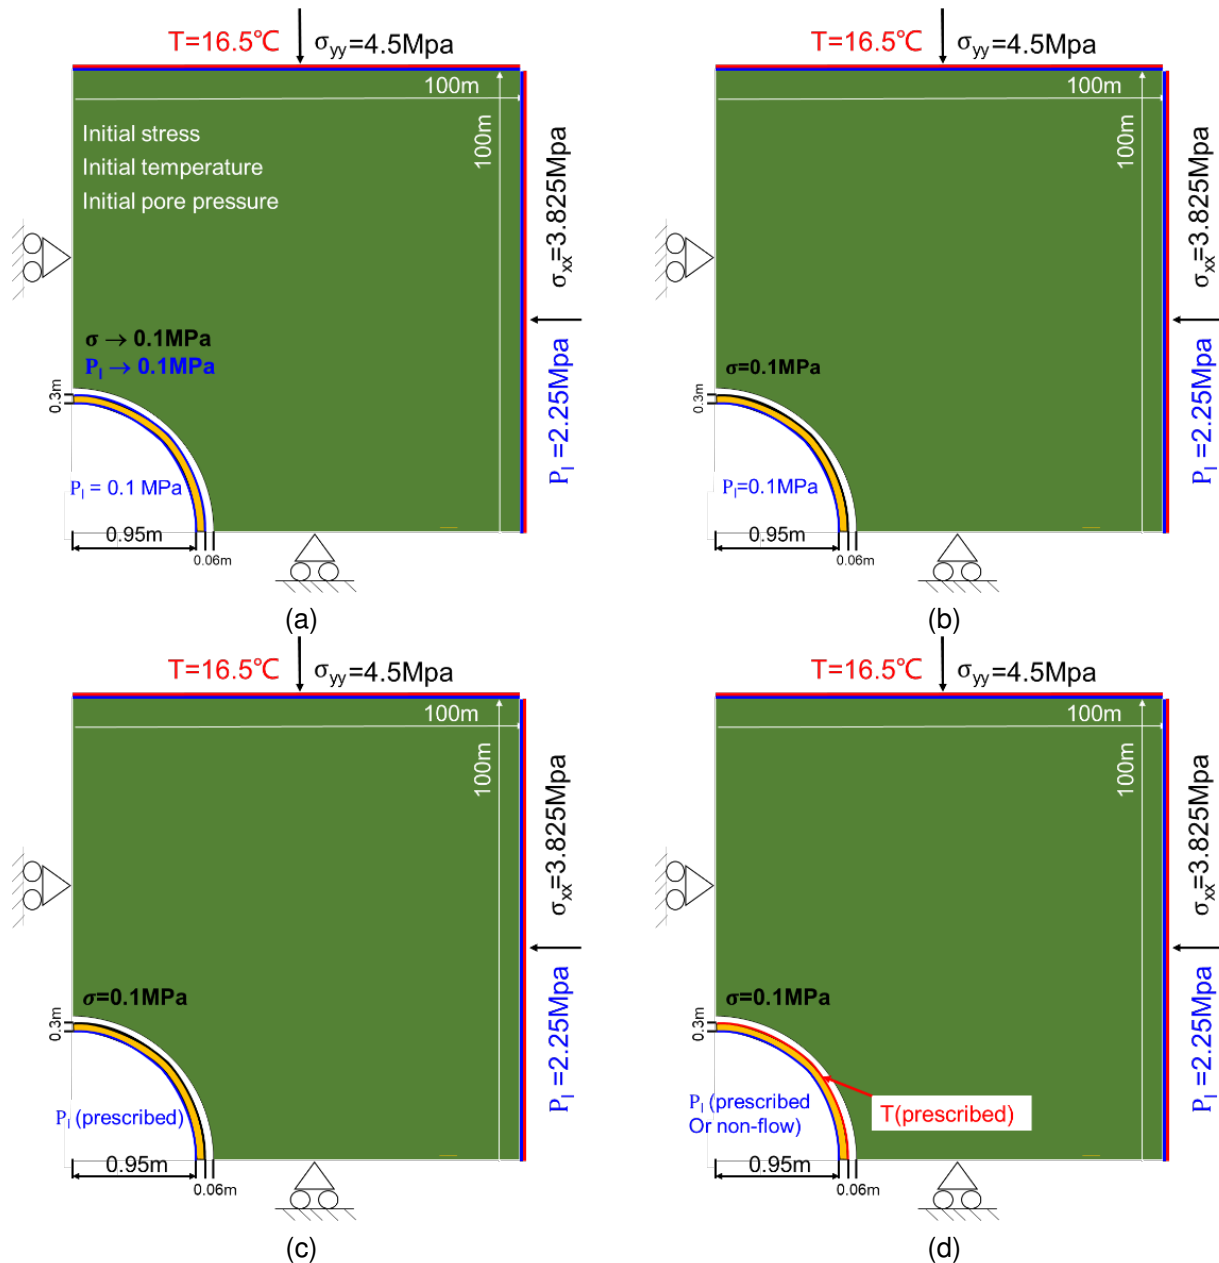 T=16.5℃
σyy=4.5Mpa
100m
100m
Initial stress
Initial temperature
Initial pore pressure
σxx=3.825Mpa
σ → 0.1MPa
Pl → 0.1MPa
0.3m
Pl = 0.1 MPa
Pl =2.25Mpa
0.95m
0.06m
(a)
T=16.5℃
σyy=4.5Mpa
100m
100m
σxx=3.825Mpa
σ=0.1MPa
0.3m
Pl=0.1MPa
Pl =2.25Mpa
0.95m
0.06m
(b)
T=16.5℃
σyy=4.5Mpa
100m
100m
σxx=3.825Mpa
σ=0.1MPa
0.3m
Pl (prescribed)
Pl =2.25Mpa
0.95m
0.06m
(c)
T=16.5℃
σyy=4.5Mpa
100m
100m
σxx=3.825Mpa
σ=0.1MPa
0.3m
Pl (prescribed
Or non-flow)
T(prescribed)
Pl =2.25Mpa
0.95m
0.06m
(d)